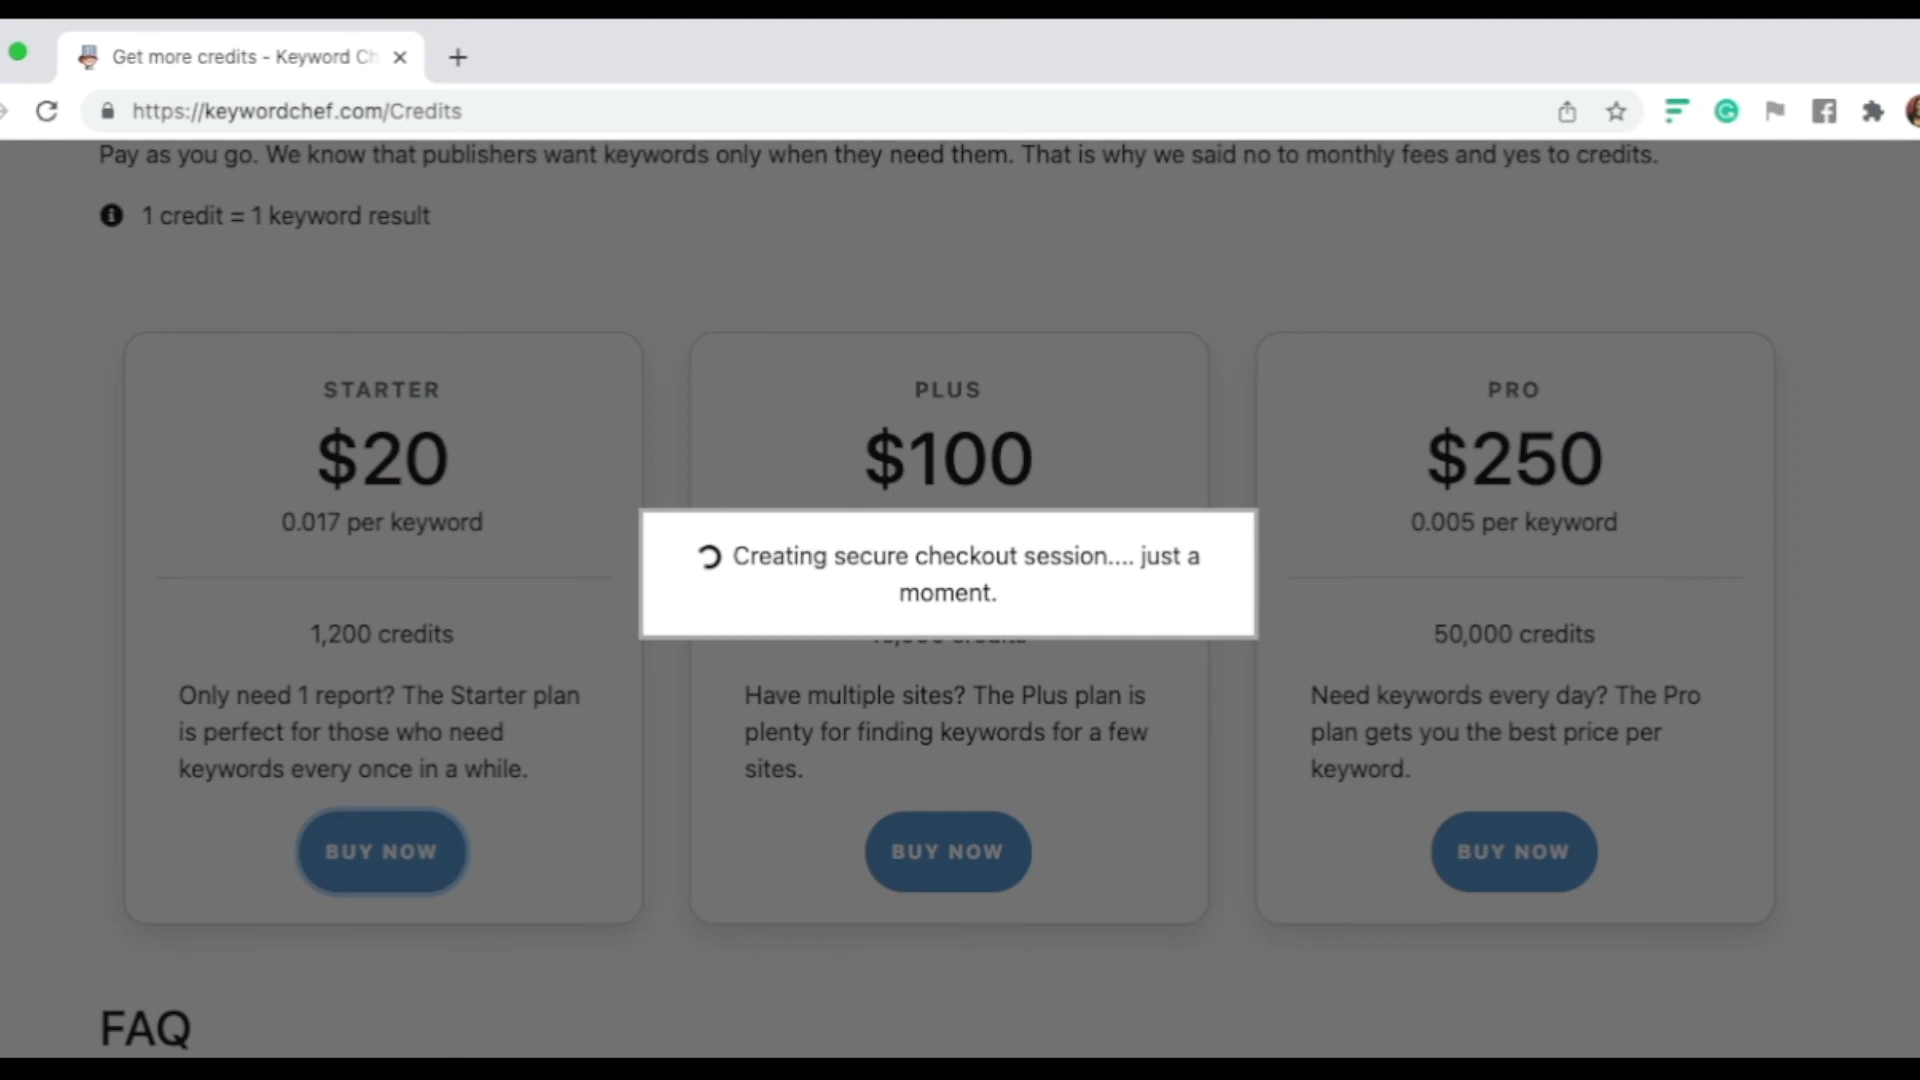 Get more credits - Keyword Ch
https://keywordchef.com/Credits
Pay as you go. We know that publishers want keywords only when they need them. That is why we said no to monthly fees and yes to credits.
1 credit = 1 keyword result
STARTER
$20
0.017 per keyword
1,200 credits
Only need 1 report? The Starter plan
is perfect for those who need
keywords every once in a while.
BUY NOW
PLUS
$100
Creating secure checkout session.... just a
moment.
Have multiple sites? The Plus plan is
plenty for finding keywords for a few
sites.
BUY NOW
PRO
$250
0.005 per keyword
50,000 credits
Need keywords every day? The Pro
plan gets you the best price per
keyword.
BUY NOW
FAQ